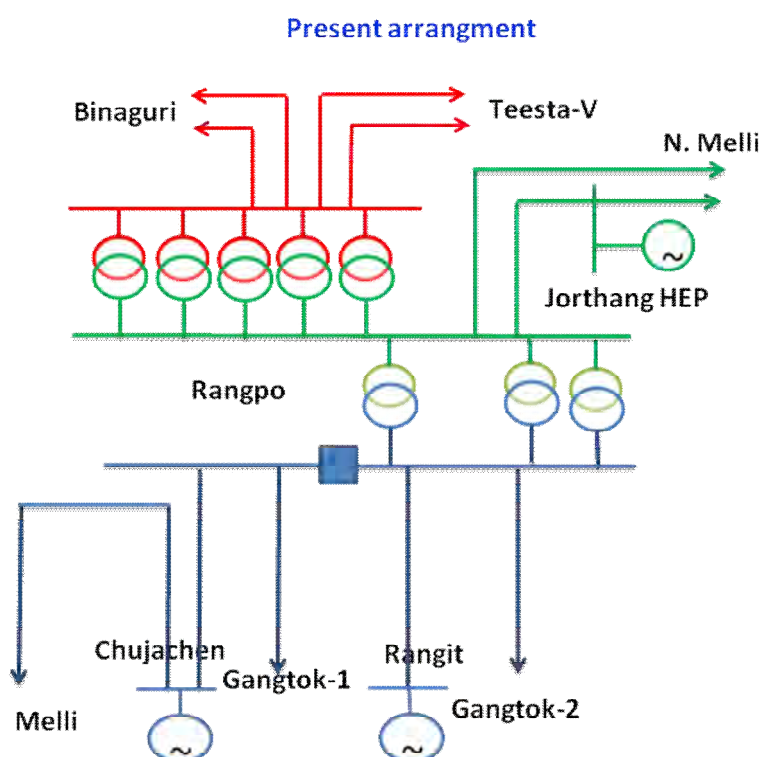 Present arrangment
Binaguri
Teesta-V
N. Melli
Jorthang HEP
Rangpo
Chujachen
Rangit
Gangtok-1
Gangtok-2
Melli
~
~
~